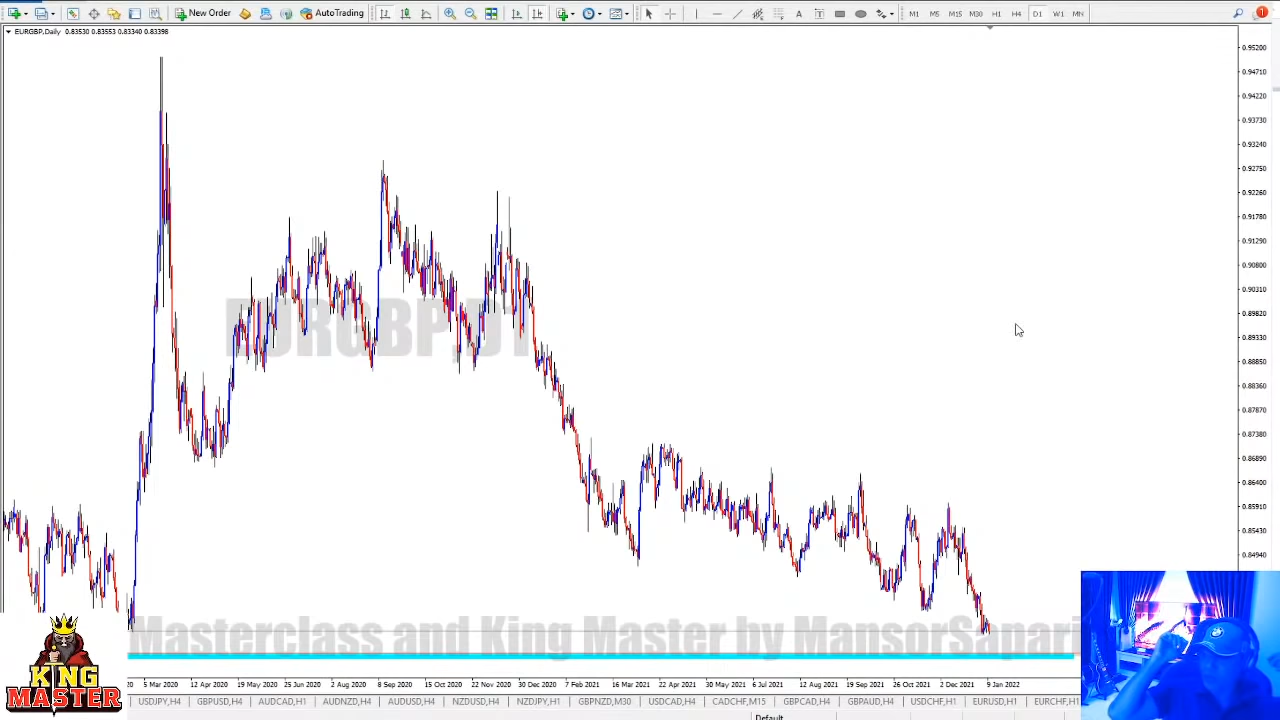 New Order AutoTrading M1 M5 M15 M30 H1 H4 D1 W1 MN 1
EURGBP,Daily 0.83530 0.83553 0.83340 0.83398
0.95200
0.94711
0.94220
0.93730
0.93240
0.92750
0.92260
0.91780
0.91290
0.90800
0.90310
0.89820
0.89330
0.88850
0.88360
0.87870
0.87380
0.86890
0.86400
0.85910
0.85430
0.84940
EURGBP,D1
Masterclass and King Master by MansorSapari
KING
MASTER
20 5 Mar 2020 12 Apr 2020 19 May 2020 25 Jun 2020 2 Aug 2020 8 Sep 2020 15 Oct 2020 22 Nov 2020 30 Dec 2020 7 Feb 2021 16 Mar 2021 22 Apr 2021 30 May 2021 6 Jul 2021 12 Aug 2021 19 Sep 2021 26 Oct 2021 2 Dec 2021 9 Jan 2022
USDJPY,H4 GBPUSD,H4 AUDCAD,H1 AUDNZD,H4 AUDUSD,H4 NZDUSD,H4 NZDJPY,H1 GBPNZD,M30 USDCAD,H4 CADCHF,M15 GBPCAD,H4 GBPAUD,H4 USDCHF,H1 EURUSD,H1 EURCHF,H1
Default